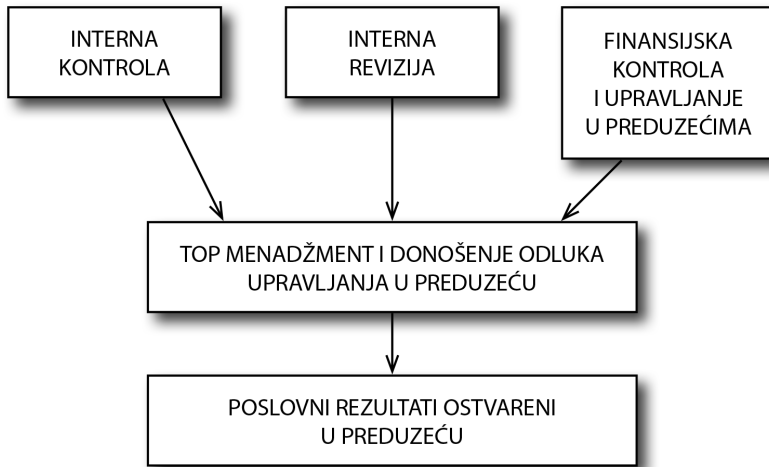 INTERNA
KONTROLA
INTERNA
REVIZIJA
FINANSIJSKA
KONTROLA
I UPRAVLJANJE
U PREDUZEĆIMA
TOP MENADŽMENT I DONOŠENJE ODLUKA
UPRAVLJANJA U PREDUZEĆU
POSLOVNI REZULTATI OSTVARENI
U PREDUZEĆU